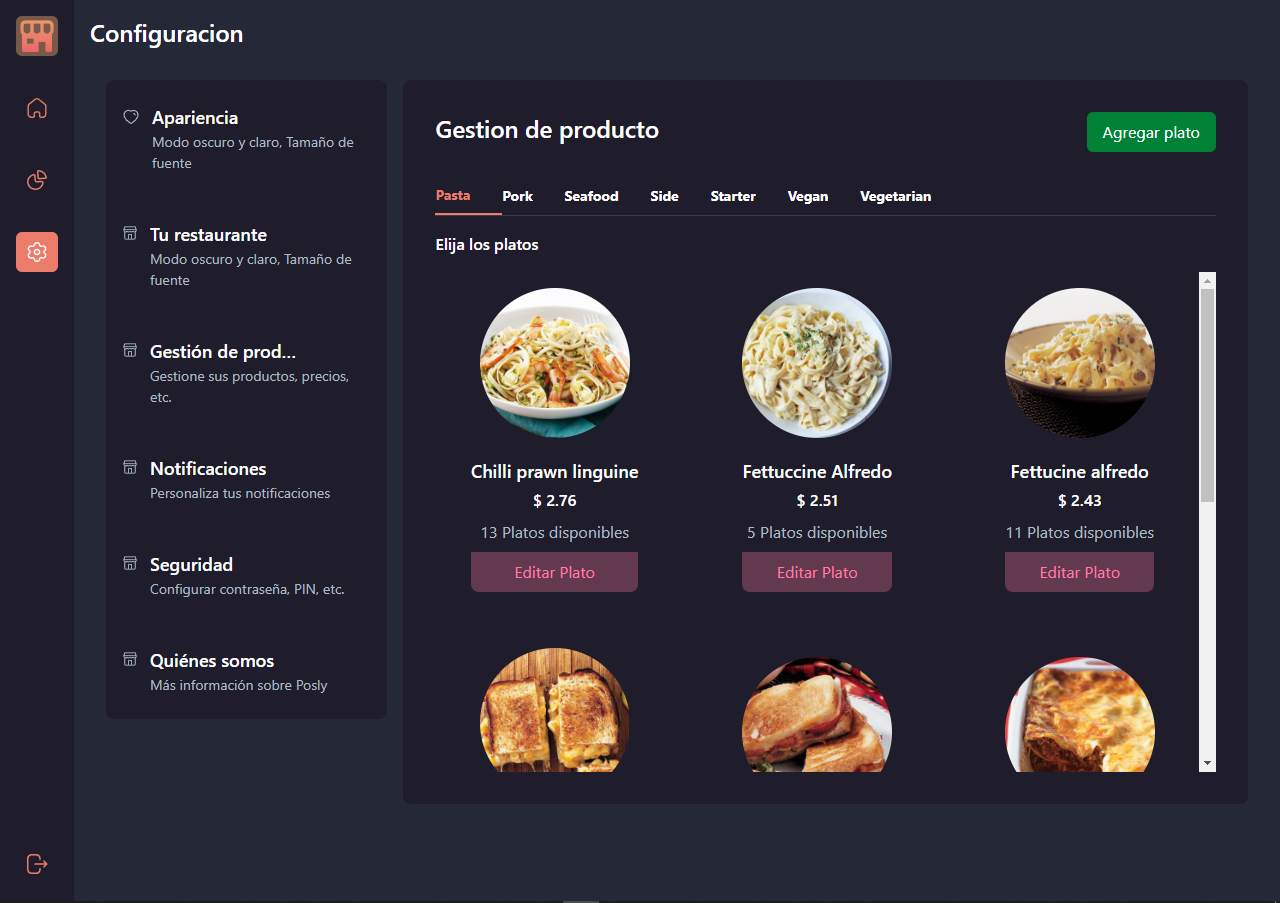 Configuracion
Apariencia
Modo oscuro y claro, Tamaño de
fuente
Tu restaurante
Modo oscuro y claro, Tamaño de
fuente
Gestión de prod...
Gestione sus productos, precios,
etc.
Notificaciones
Personaliza tus notificaciones
Seguridad
Configurar contraseña, PIN, etc.
Quiénes somos
Más información sobre Posly
Gestion de producto
Agregar plato
Pasta Pork Seafood Side Starter Vegan Vegetarian
Elija los platos
Chilli prawn linguine
$ 2.76
13 Platos disponibles
Editar Plato
Fettuccine Alfredo
$ 2.51
5 Platos disponibles
Editar Plato
Fettucine alfredo
$ 2.43
11 Platos disponibles
Editar Plato